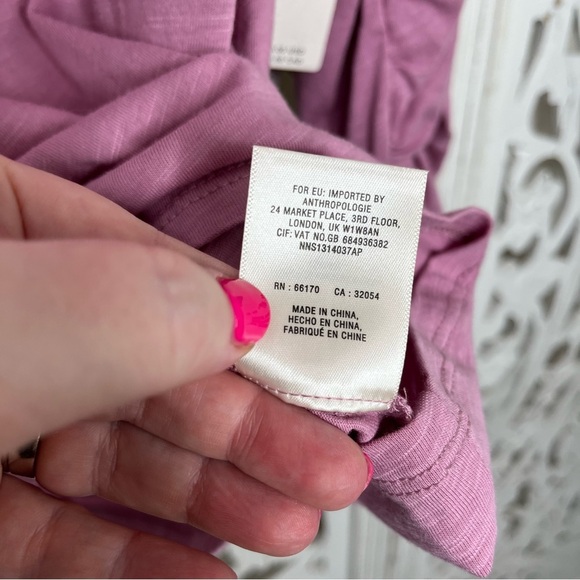 FOR EU: IMPORTED BY
ANTHROPOLOGIE
24 MARKET PLACE, 3RD FLOOR,
LONDON, UK W1W8AN
CIF: VAT NO.GB 684936382
NNS1314037AP
RN : 66170 CA : 32054
MADE IN CHINA,
HECHO EN CHINA,
FABRIQUÉ EN CHINE